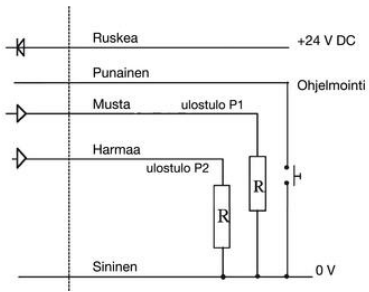 Ruskea
+24 V DC
Punainen
Ohjelmointi
Musta
ulostulo P1
Harmaa
ulostulo P2
R
R
Sininen
0 V